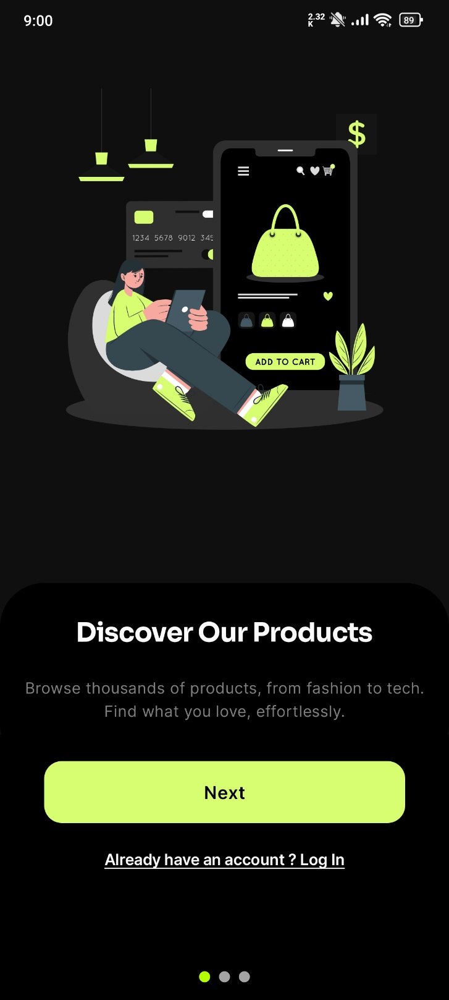 9:00
2.32
K
89
$
1234 5678 9012 345
ADD TO CART
Discover Our Products
Browse thousands of products, from fashion to tech.
Find what you love, effortlessly.
Next
Already have an account ? Log In